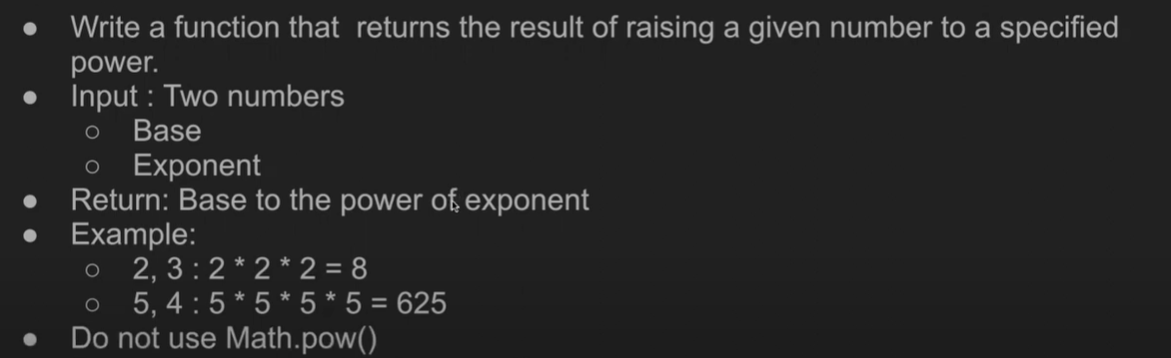 ● Write a function that  returns the result of raising a given number to a specified
power.
● Input : Two numbers
○ Base
○ Exponent
● Return: Base to the power of exponent
● Example:
○ 2, 3 : 2 * 2 * 2 = 8
○ 5, 4 : 5 * 5 * 5 * 5 = 625
● Do not use Math.pow()